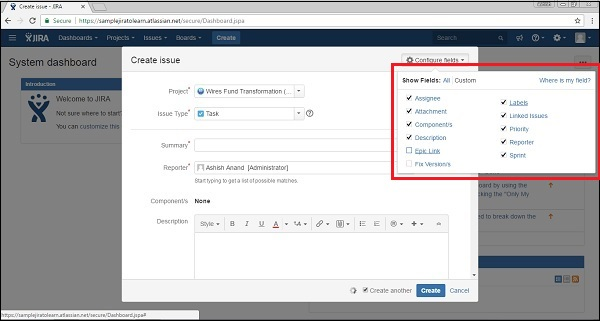 Create issue - JIRA
Secure
https://samplejiratolearn.atlassian.net/secure/Dashboard.jspa
JIRA
Dashboards
Projects
Issues
Boards
Create
System dashboard
Introduction
Welcome to JIRA
Not sure where to start?
You can customize this
Create issue
Configure fields
Show Fields: All Custom
Where is my field?
Assignee
Attachment
Component/s
Description
Epic Link
Fix Version/s
Labels
Linked Issues
Priority
Reporter
Sprint
Project*
Wires Fund Transformation (...
Issue Type*
Task
Summary*
Reporter*
Ashish Anand [Administrator]
Start typing to get a list of possible matches.
Component/s None
Description
Style
B I U A
board by using the
cking the "Only My
ed to break down the
Create another
Create
Cancel
https://samplejiratolearn.atlassian.net/secure/Dashboard.jspa#